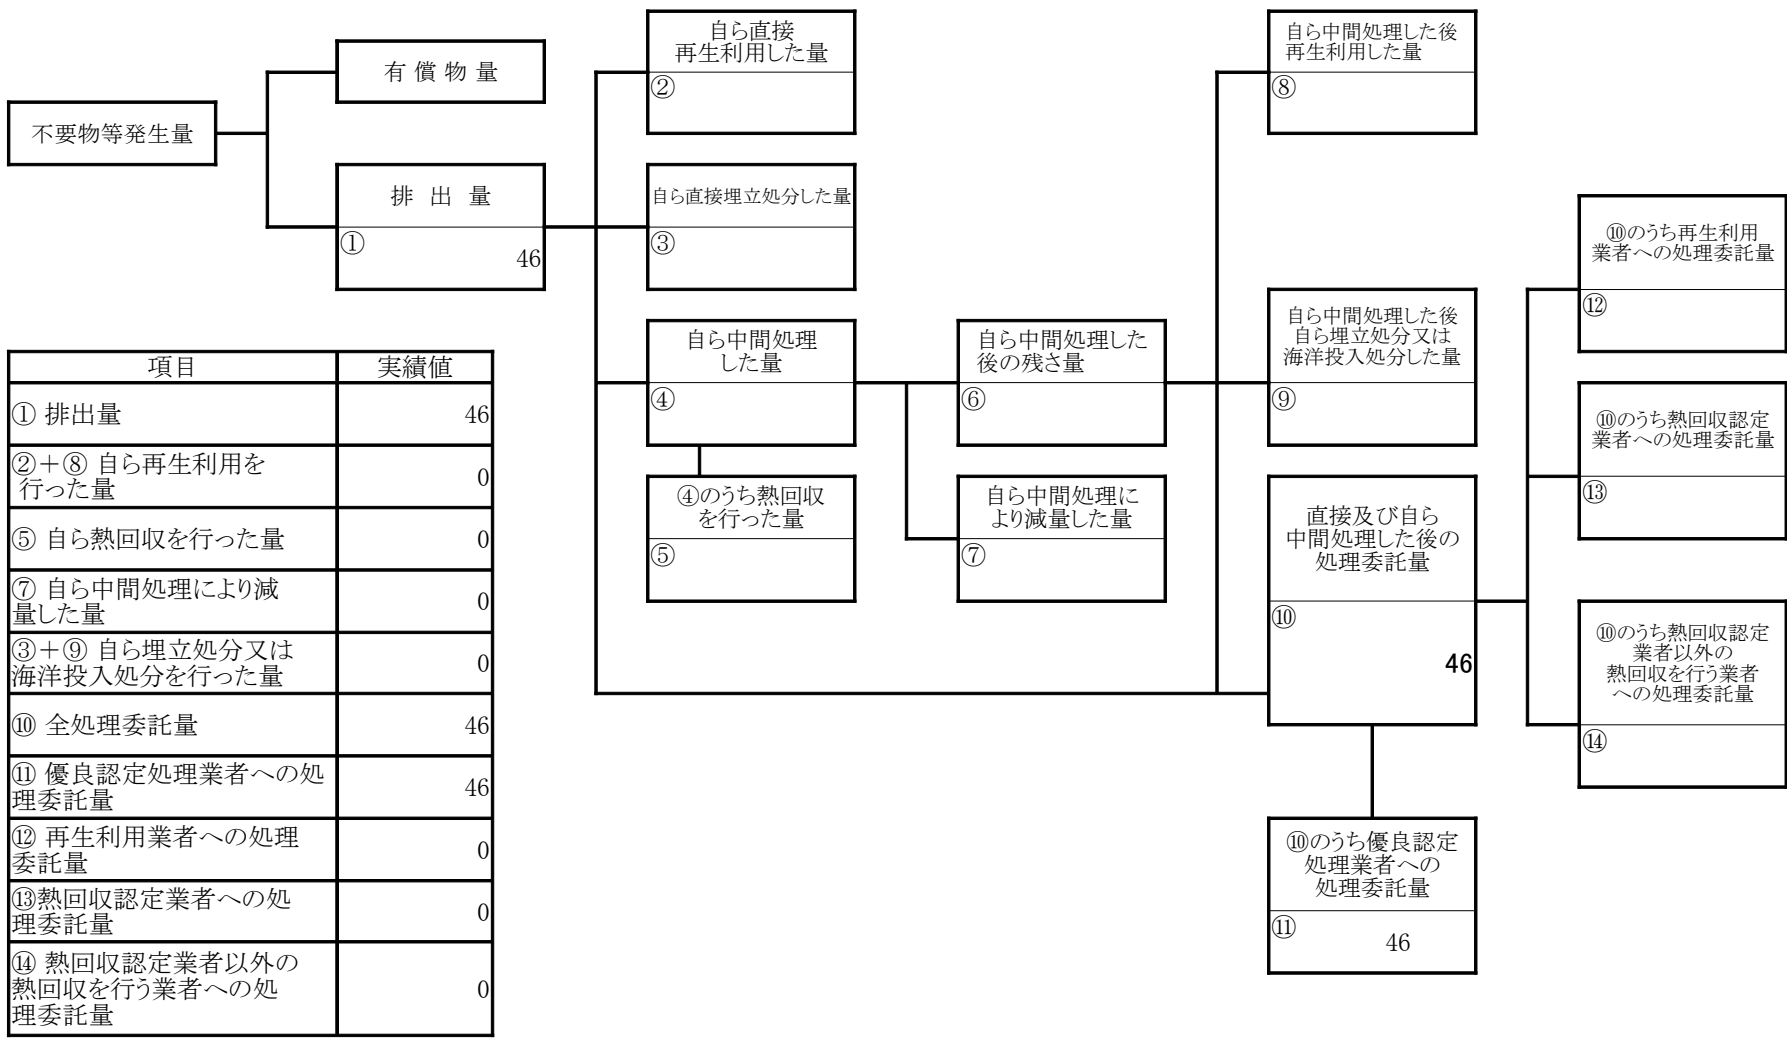 不要物等発生量
有 償 物 量
排 出 量
①
46
自ら直接
再生利用した量
②
自ら直接埋立処分した量
③
自ら中間処理
した量
④
④のうち熱回収
を行った量
⑤
自ら中間処理した
後の残さ量
⑥
自ら中間処理に
より減量した量
⑦
自ら中間処理した後
再生利用した量
⑧
自ら中間処理した後
自ら埋立処分又は
海洋投入処分した量
⑨
直接及び自ら
中間処理した後の
処理委託量
⑩
46
⑩のうち優良認定
処理業者への
処理委託量
⑪
46
⑩のうち再生利用
業者への処理委託量
⑫
⑩のうち熱回収認定
業者への処理委託量
⑬
⑩のうち熱回収認定
業者以外の
熱回収を行う業者
への処理委託量
⑭
項目 実績値
① 排出量 46
②＋⑧ 自ら再生利用を
行った量 0
⑤ 自ら熱回収を行った量 0
⑦ 自ら中間処理により減
量した量 0
③＋⑨ 自ら埋立処分又は
海洋投入処分を行った量 0
⑩ 全処理委託量 46
⑪ 優良認定処理業者への処
理委託量 46
⑫ 再生利用業者への処理
委託量 0
⑬熱回収認定業者への処
理委託量 0
⑭ 熱回収認定業者以外の
熱回収を行う業者への処
理委託量 0